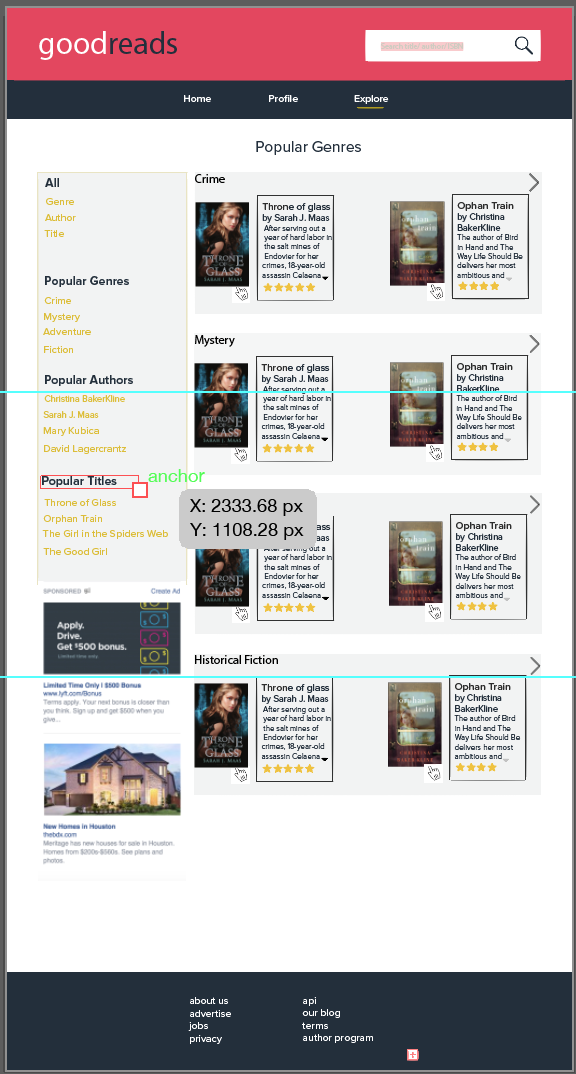 goodreads
Search title/ author/ ISBN
Home
Profile
Explore
Popular Genres
All
Genre
Author
Title
Popular Genres
Crime
Mystery
Adventure
Fiction
Popular Authors
Christina BakerKline
Sarah J. Maas
Mary Kubica
David Lagercrantz
Popular Titles
anchor
X: 2333.68 px
Y: 1108.28 px
Throne of Glass
Orphan Train
The Girl in the Spiders Web
The Good Girl
SPONSORED
Create Ad
Apply.
Drive.
Get $500 bonus.
Limited time only
Limited Time Only | $500 Bonus
www.lyft.com/Bonus
Terms apply. Your next bonus is closer than
you think. Sign up and get $500 when you
give...
New Homes in Houston
thebdx.com
Meritage has new houses for sale in Houston.
Homes from $200s-$560s. See plans and
photos.
Crime
THRONE
OF
GLASS
SARAH J. MAAS
Throne of glass
by Sarah J. Maas
After serving out a
year of hard labor in
the salt mines of
Endovier for her
crimes, 18-year-old
assassin Celaena
orphan
train
CHRISTINA
BAKER KLINE
Ophan Train
by Christina
BakerKline
The author of Bird
in Hand and The
Way Life Should Be
delivers her most
ambitious and
Mystery
THRONE
OF
GLASS
SARAH J. MAAS
Throne of glass
by Sarah J. Maas
After serving out a
year of hard labor in
the salt mines of
Endovier for her
crimes, 18-year-old
assassin Celaena
orphan
train
CHRISTINA
BAKER KLINE
Ophan Train
by Christina
BakerKline
The author of Bird
in Hand and The
Way Life Should Be
delivers her most
ambitious and
THRONE
OF
GLASS
SARAH J. MAAS
by Sarah J. Maas
After serving out a
year of hard labor in
the salt mines of
Endovier for her
crimes, 18-year-old
assassin Celaena
orphan
train
CHRISTINA
BAKER KLINE
Ophan Train
by Christina
BakerKline
The author of Bird
in Hand and The
Way Life Should Be
delivers her most
ambitious and
Historical Fiction
THRONE
OF
GLASS
SARAH J. MAAS
Throne of glass
by Sarah J. Maas
After serving out a
year of hard labor in
the salt mines of
Endovier for her
crimes, 18-year-old
assassin Celaena
orphan
train
CHRISTINA
BAKER KLINE
Ophan Train
by Christina
BakerKline
The author of Bird
in Hand and The
Way Life Should Be
delivers her most
ambitious and
about us
advertise
jobs
privacy
api
our blog
terms
author program